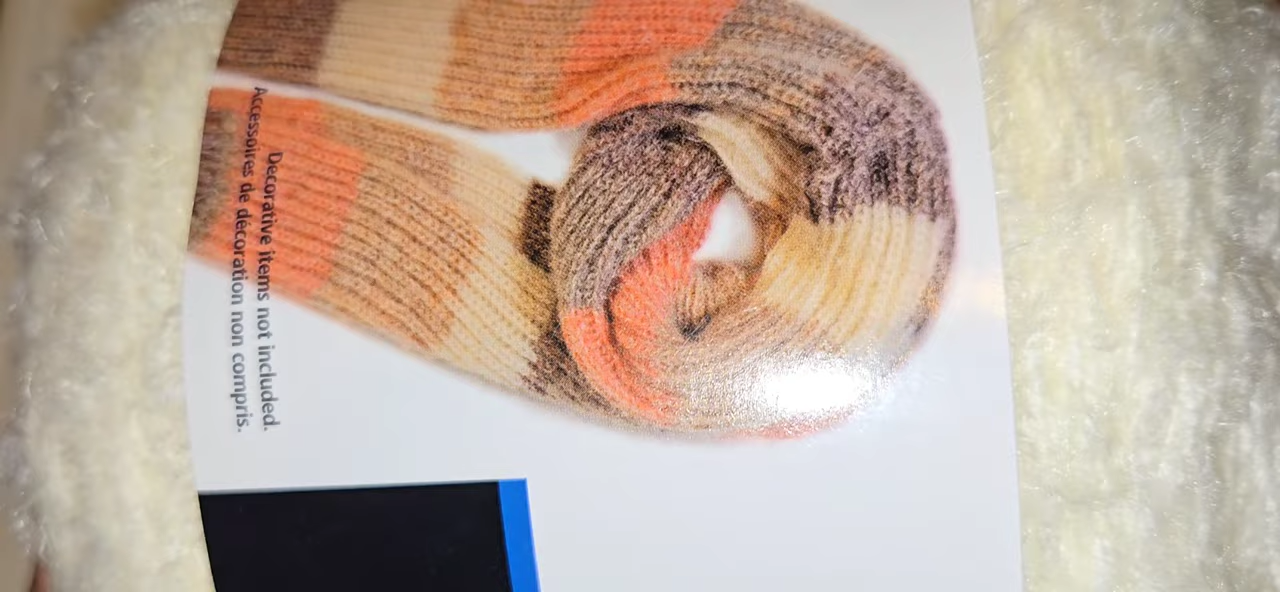 Decorative items not included.
Accessoires de décoration non compris.